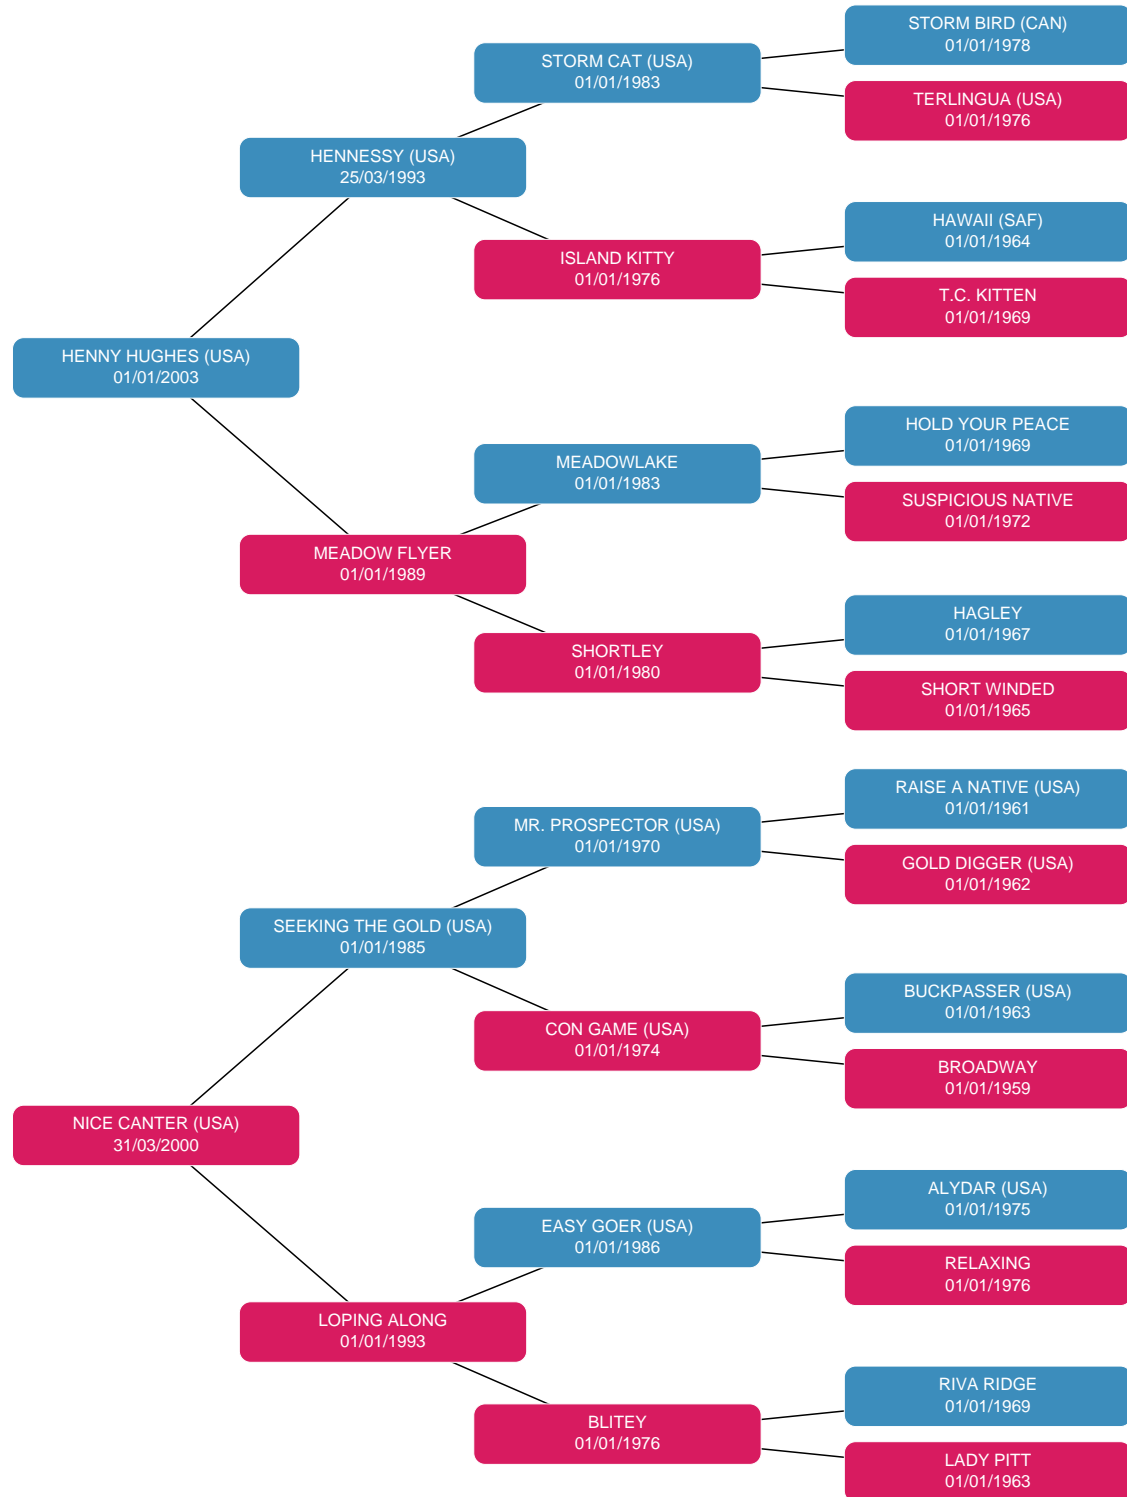 STORM BIRD (CAN)
01/01/1978
STORM CAT (USA)
01/01/1983
TERLINGUA (USA)
01/01/1976
HENNESSY (USA)
25/03/1993
HAWAII (SAF)
01/01/1964
ISLAND KITTY
01/01/1976
T.C. KITTEN
01/01/1969
HENNY HUGHES (USA)
01/01/2003
HOLD YOUR PEACE
01/01/1969
MEADOWLAKE
01/01/1983
SUSPICIOUS NATIVE
01/01/1972
MEADOW FLYER
01/01/1989
HAGLEY
01/01/1967
SHORTLEY
01/01/1980
SHORT WINDED
01/01/1965
RAISE A NATIVE (USA)
01/01/1961
MR. PROSPECTOR (USA)
01/01/1970
GOLD DIGGER (USA)
01/01/1962
SEEKING THE GOLD (USA)
01/01/1985
BUCKPASSER (USA)
01/01/1963
CON GAME (USA)
01/01/1974
BROADWAY
01/01/1959
NICE CANTER (USA)
31/03/2000
ALYDAR (USA)
01/01/1975
EASY GOER (USA)
01/01/1986
RELAXING
01/01/1976
LOPING ALONG
01/01/1993
RIVA RIDGE
01/01/1969
BLITEY
01/01/1976
LADY PITT
01/01/1963